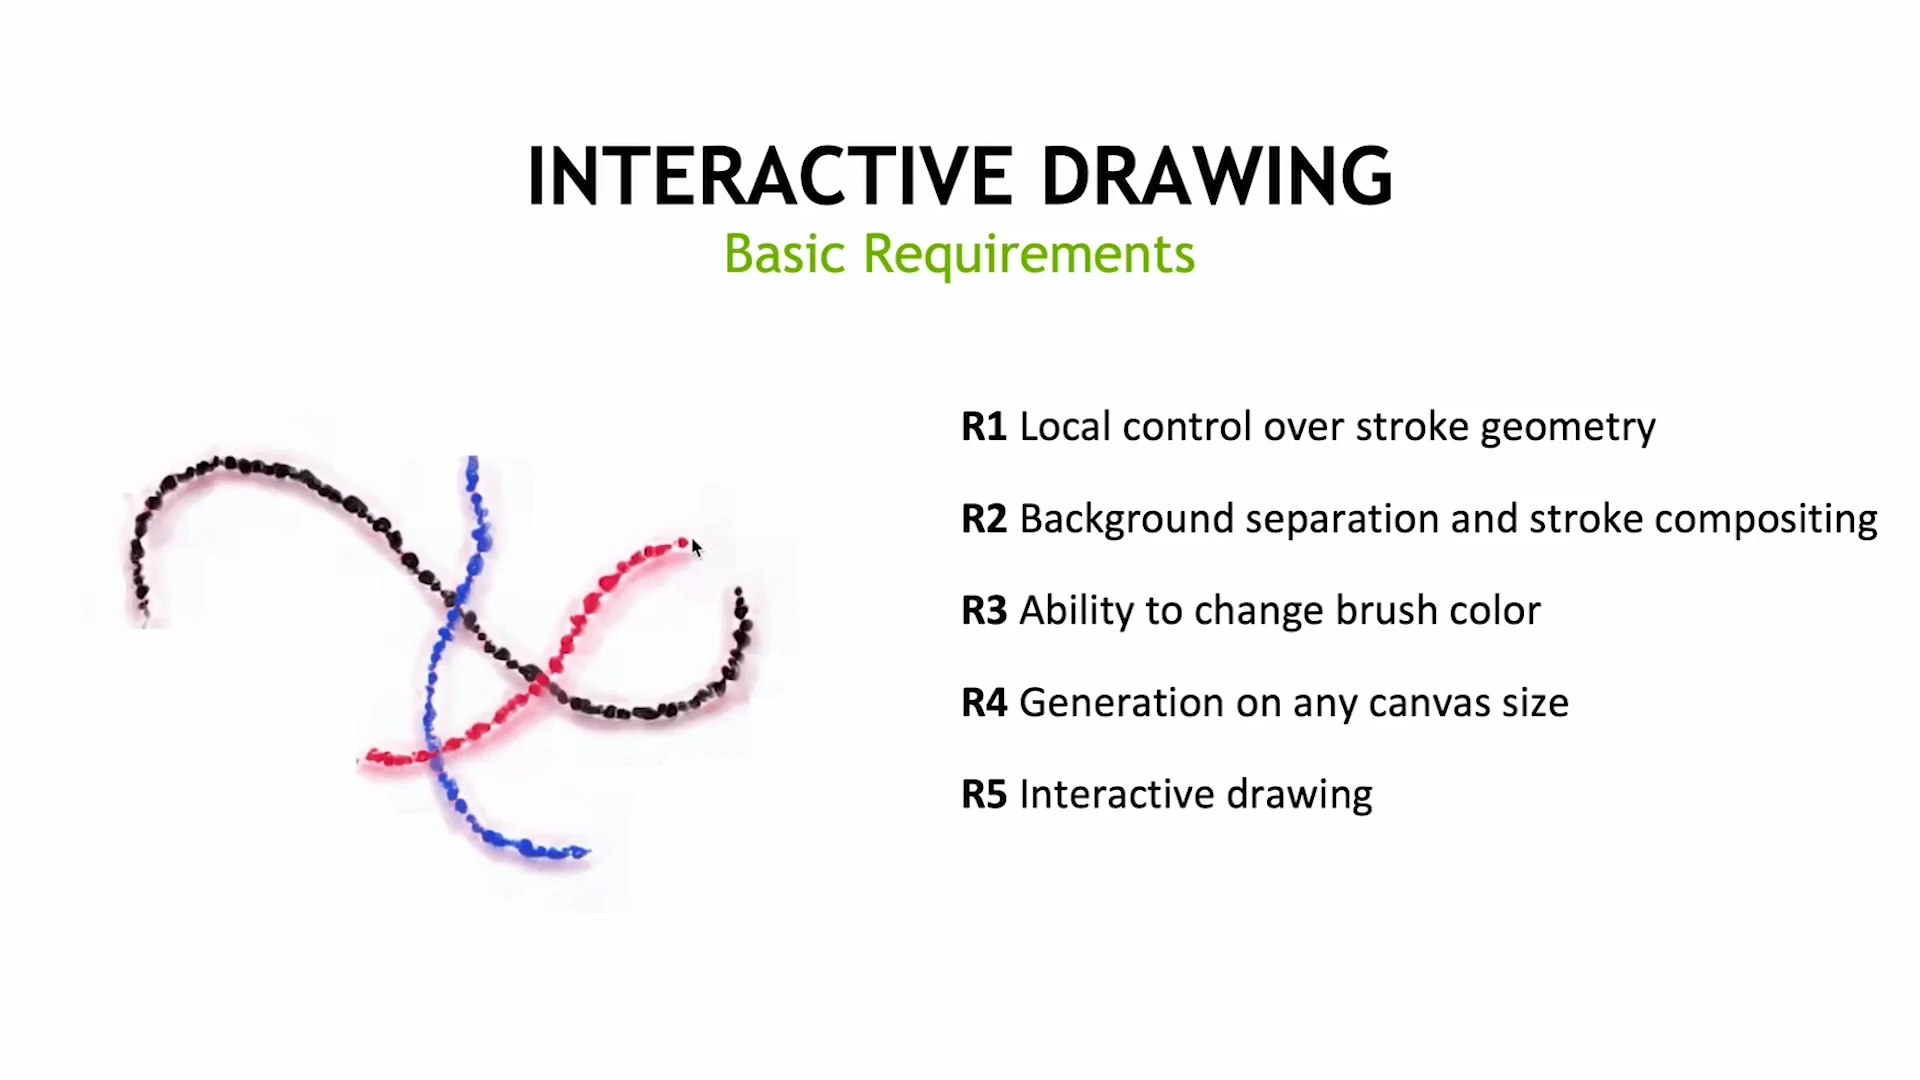 INTERACTIVE DRAWING
Basic Requirements
R1 Local control over stroke geometry
R2 Background separation and stroke compositing
R3 Ability to change brush color
R4 Generation on any canvas size
R5 Interactive drawing